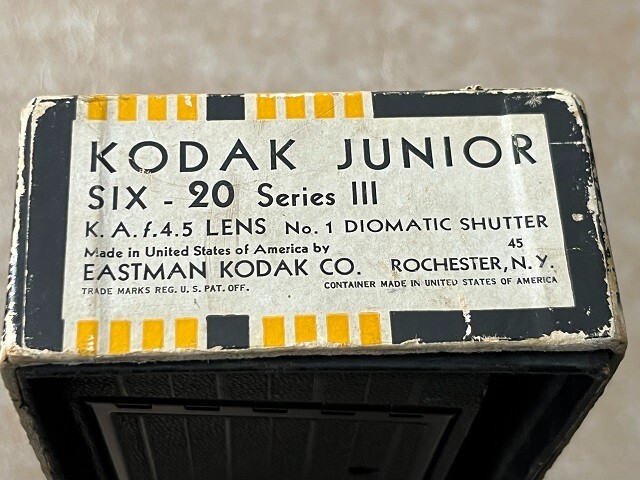 KODAK JUNIOR
SIX - 20 Series III
K. A. f. 4.5 LENS No. 1 DIOMATIC SHUTTER
Made in United States of America by 45
EASTMAN KODAK CO. ROCHESTER, N. Y.
TRADE MARKS REG. U. S. PAT. OFF. CONTAINER MADE IN UNITED STATES OF AMERICA